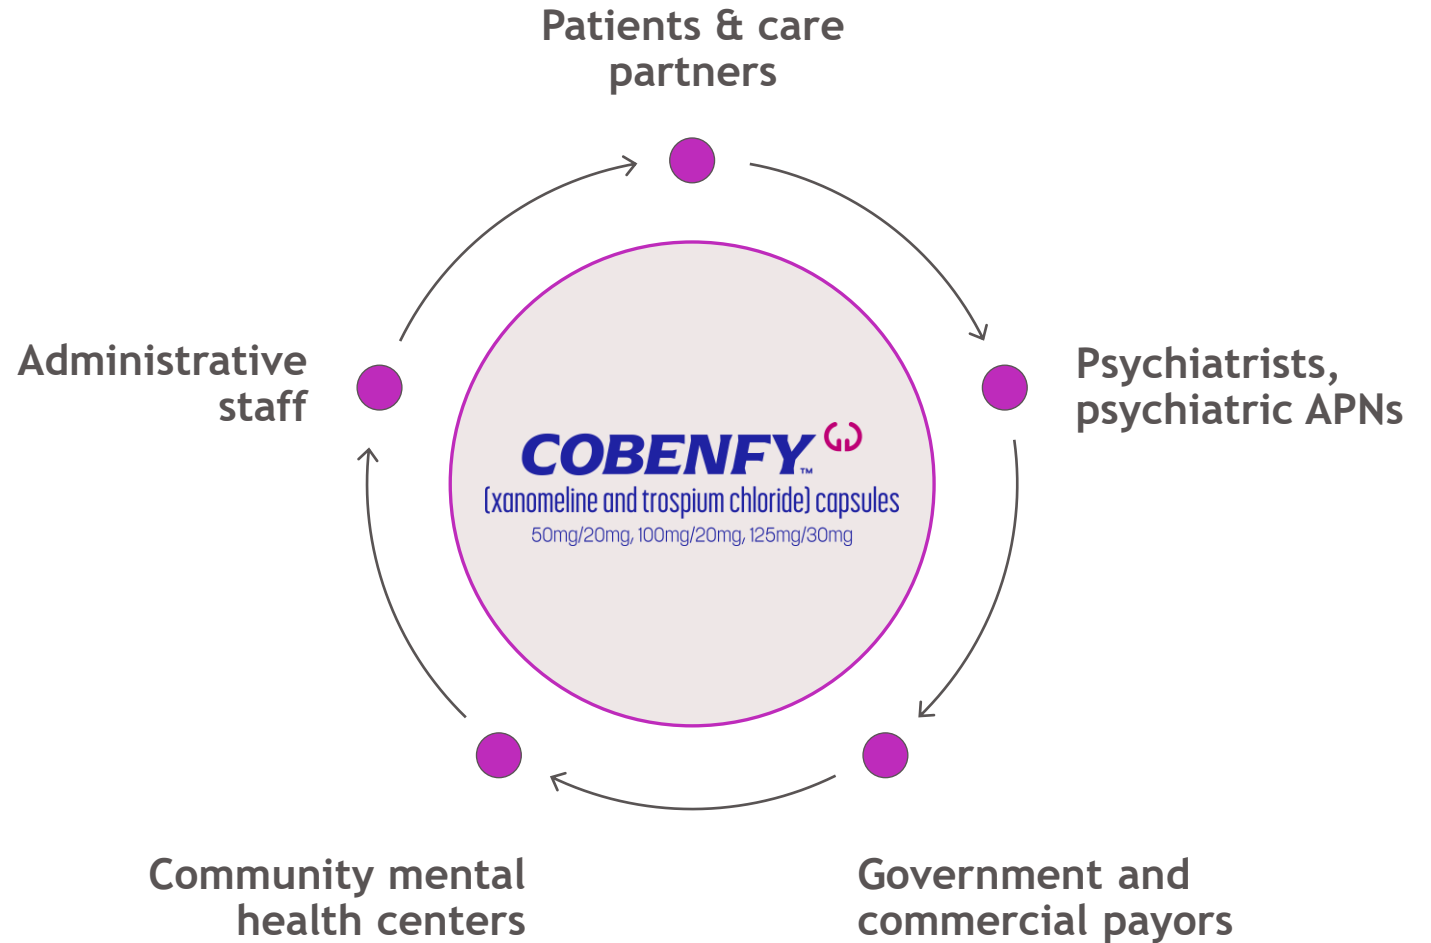 Patients & care
partners
Administrative
staff
Psychiatrists,
psychiatric APNs
COBENFY™
(xanomeline and trospium chloride) capsules
50mg/20mg, 100mg/20mg, 125mg/30mg
Community mental
health centers
Government and
commercial payors